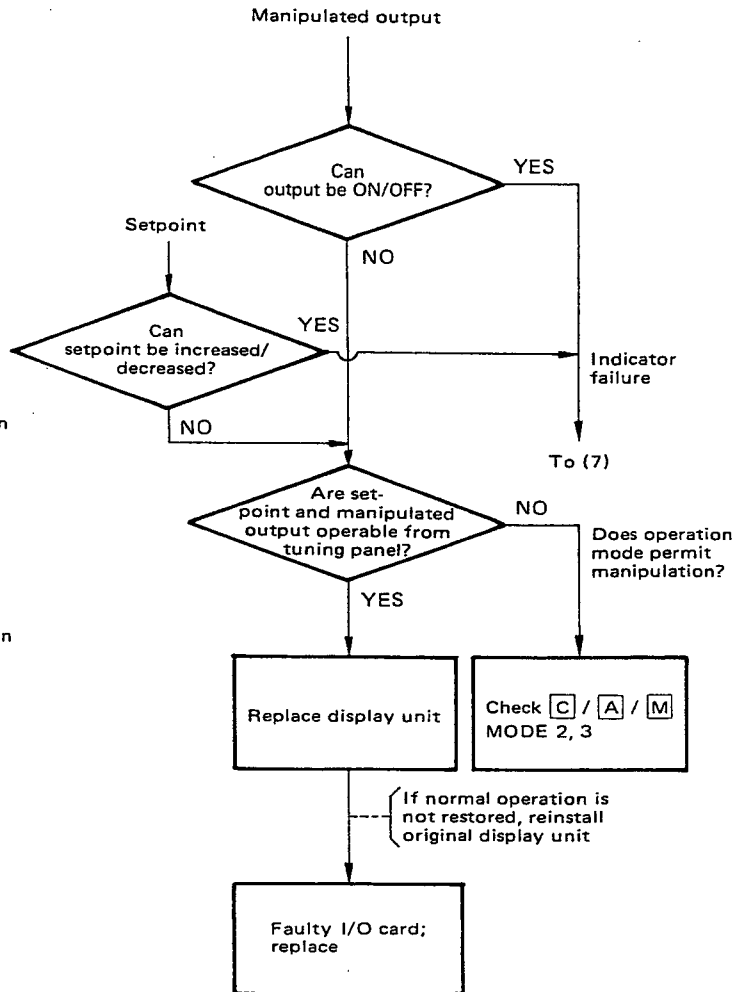 Manipulated output
Can
output be ON/OFF?
YES
NO
Setpoint
Can
setpoint be increased/
decreased?
YES
NO
Indicator
failure
To (7)
n
Are set-
point and manipulated
output operable from
tuning panel?
NO
YES
Does operation
mode permit
manipulation?
n
Replace display unit
Check C / A / M
MODE 2, 3
If normal operation is
not restored, reinstall
original display unit
Faulty I/O card;
replace